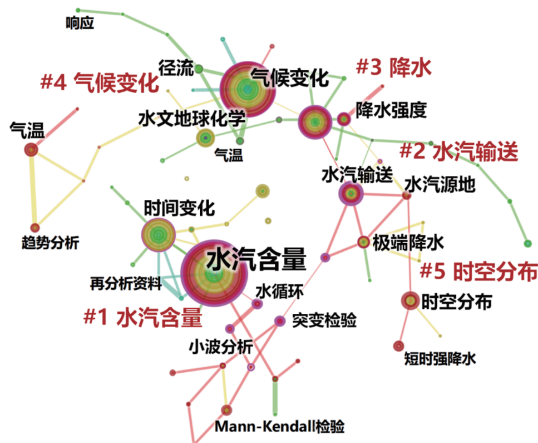 响应
径流
气候变化
#3 降水
#4 气候变化
降水强度
水文地球化学
气温
气温
#2 水汽输送
水汽输送
水汽源地
时间变化
趋势分析
极端降水
水汽含量
#5 时空分布
再分析资料
水循环
时空分布
#1 水汽含量
突变检验
小波分析
短时强降水
Mann-Kendall检验